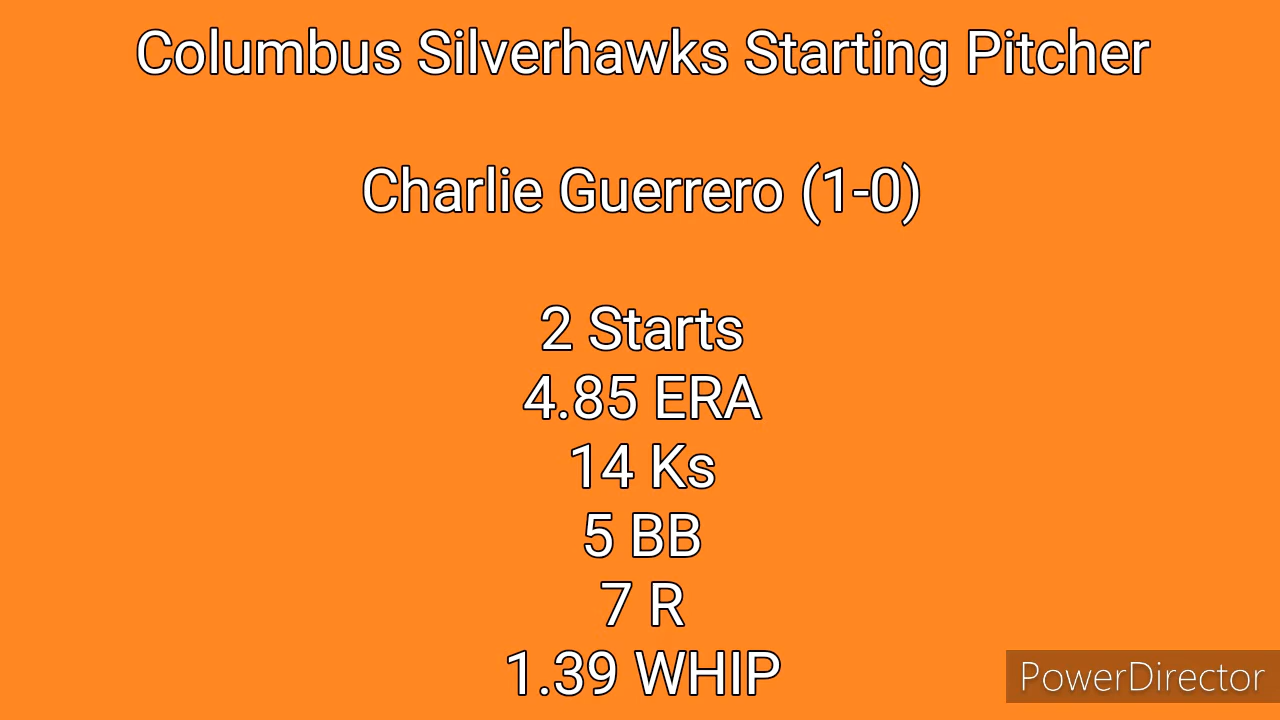 Columbus Silverhawks Starting Pitcher
Charlie Guerrero (1-0)
2 Starts
4.85 ERA
14 Ks
5 BB
7 R
1.39 WHIP
PowerDirector